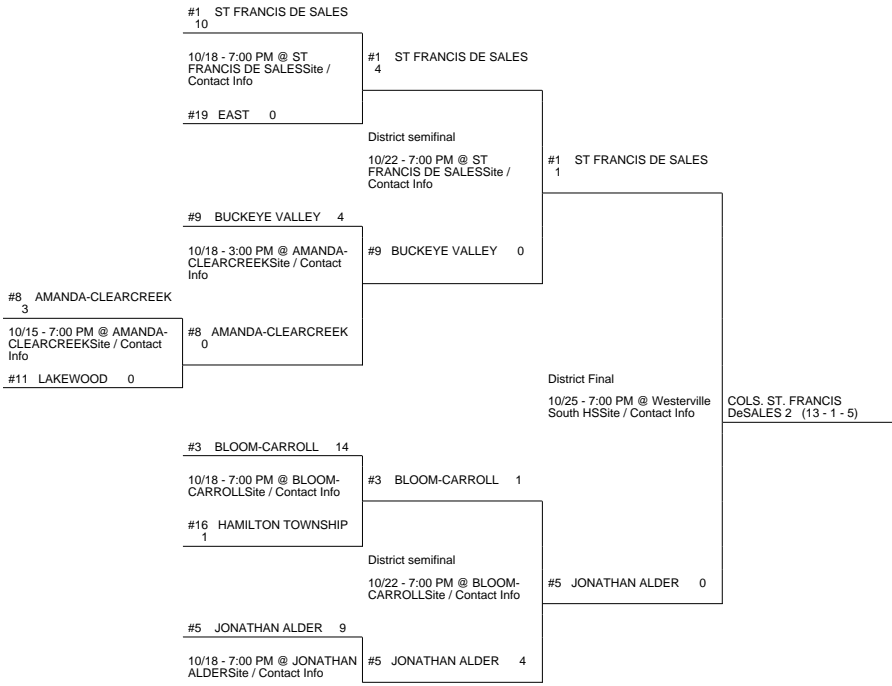 #1 ST FRANCIS DE SALES
10
10/18 - 7:00 PM @ ST
FRANCIS DE SALESSite /
Contact Info
#19 EAST 0
#1 ST FRANCIS DE SALES
4
District semifinal
10/22 - 7:00 PM @ ST
FRANCIS DE SALESSite /
Contact Info
#1 ST FRANCIS DE SALES
1
#9 BUCKEYE VALLEY 4
10/18 - 3:00 PM @ AMANDA-
CLEARCREEKSite / Contact
Info
#9 BUCKEYE VALLEY 0
#8 AMANDA-CLEARCREEK
3
10/15 - 7:00 PM @ AMANDA-
CLEARCREEKSite / Contact
Info
#11 LAKEWOOD 0
#8 AMANDA-CLEARCREEK
0
District Final
10/25 - 7:00 PM @ Westerville
South HSSite / Contact Info
COLS. ST. FRANCIS
DeSALES 2 (13 - 1 - 5)
#3 BLOOM-CARROLL 14
10/18 - 7:00 PM @ BLOOM-
CARROLLSite / Contact Info
#3 BLOOM-CARROLL 1
#16 HAMILTON TOWNSHIP
1
District semifinal
10/22 - 7:00 PM @ BLOOM-
CARROLLSite / Contact Info
#5 JONATHAN ALDER 0
#5 JONATHAN ALDER 9
10/18 - 7:00 PM @ JONATHAN
ALDERSite / Contact Info
#5 JONATHAN ALDER 4